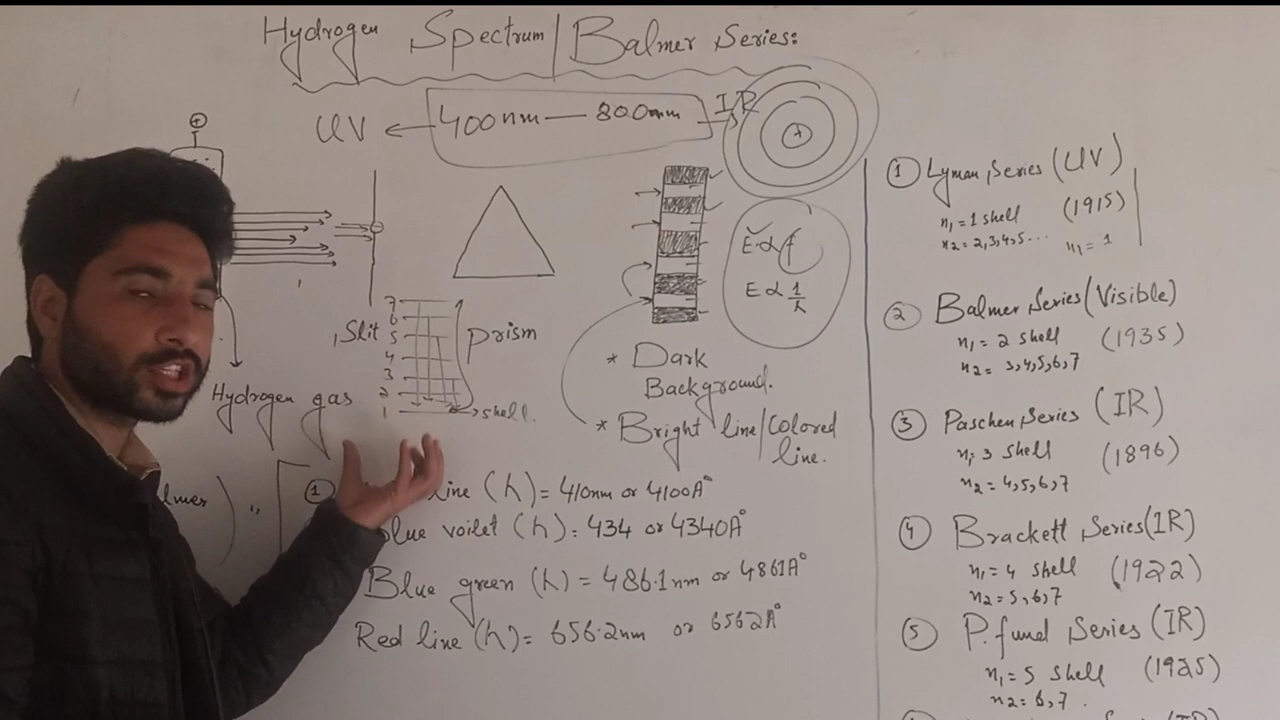 Hydrogen Spectrum/Balmer Series:
UV ← 400nm — 800nm → IR
+
+
Slit
Prism
7
6
5
4
3
2
1
→ shell.
Hydrogen gas
E ∝ f
E ∝ 1/λ
* Dark
Background.
* Bright line/Colored
line.
lmer) "
① line (λ) = 410nm or 4100A°
lue voilet (λ): 434 or 4340A°
Blue green (λ) = 486.1nm or 4861A°
Red line (λ) = 656.2nm or 6562A°
① Lyman Series (UV)
n₁ = 1 shell (1915)
n₂ = 2,3,4,5... n₁ = 1
② Balmer Series (Visible)
n₁ = 2 shell (1935)
n₂ = 3,4,5,6,7
③ Paschen Series (IR)
n₁: 3 shell (1896)
n₂ = 4,5,6,7
④ Brackett Series (IR)
n₁ = 4 shell (1922)
n₂ = 5,6,7
⑤ P.fund Series (IR)
n₁ = 5 shell (1925)
n₂ = 6,7.